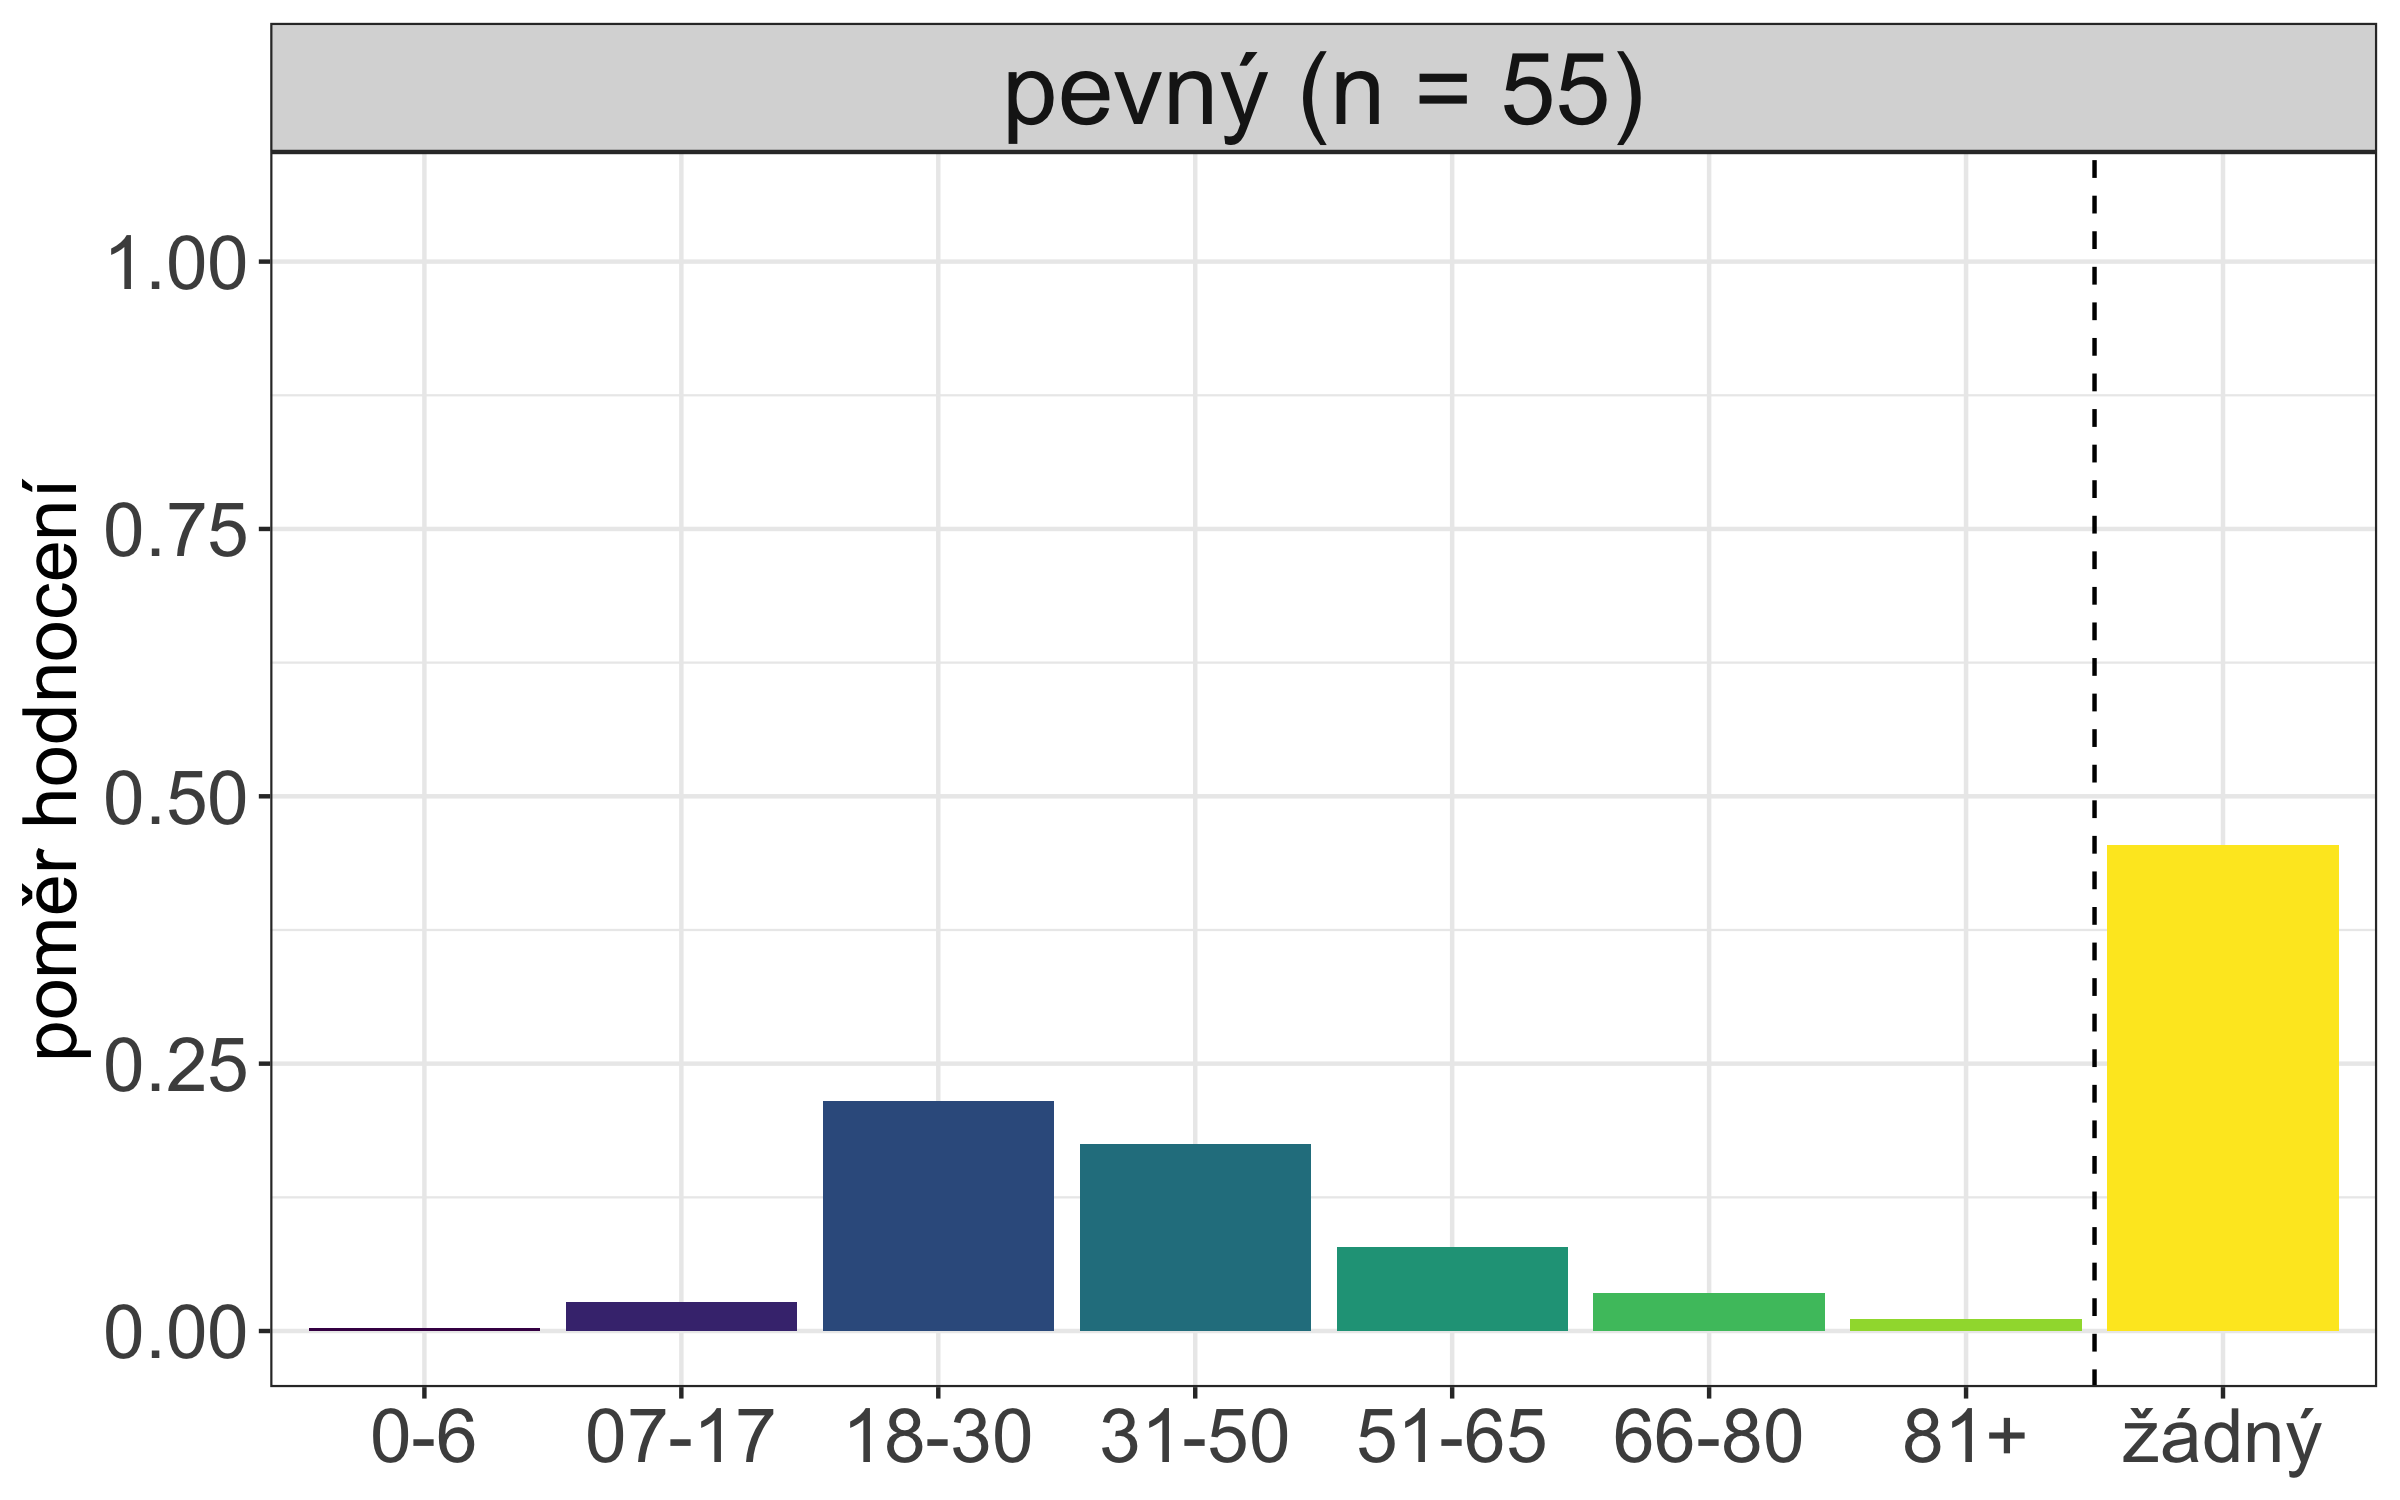 pevný (n = 55)
poměr hodnocení
1.00
0.75
0.50
0.25
0.00
0-6 07-17 18-30 31-50 51-65 66-80 81+ žádný